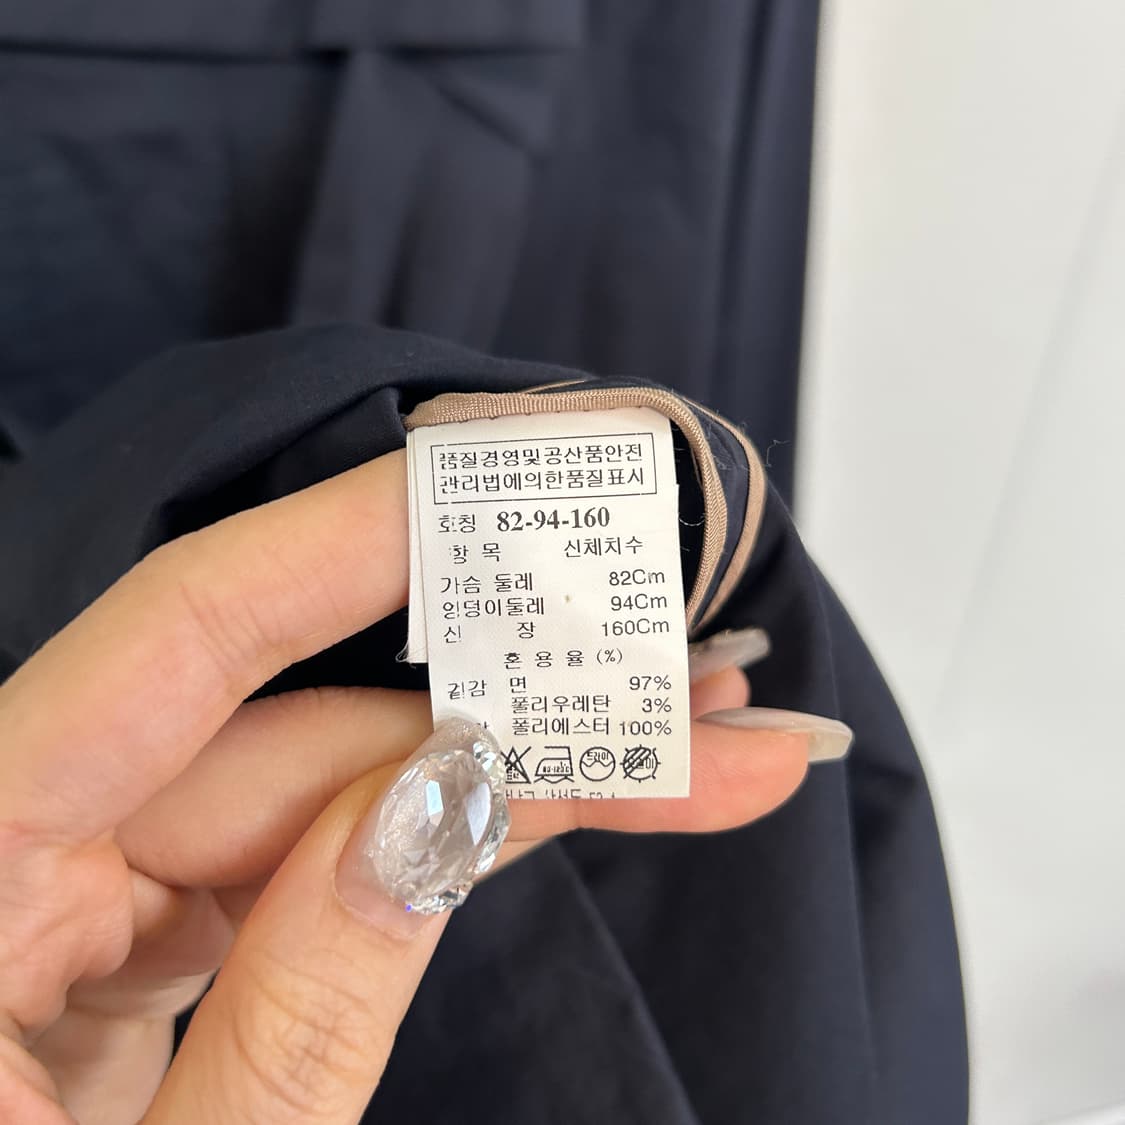 품질경영및공산품안전
관리법에의한품질표시
호칭 82-94-160
항 목 신체치수
가슴 둘레 82Cm
엉덩이둘레 94Cm
신 장 160Cm
혼 용 율 (%)
겉감 면 97%
폴리우레탄 3%
폴리에스터 100%
드라이